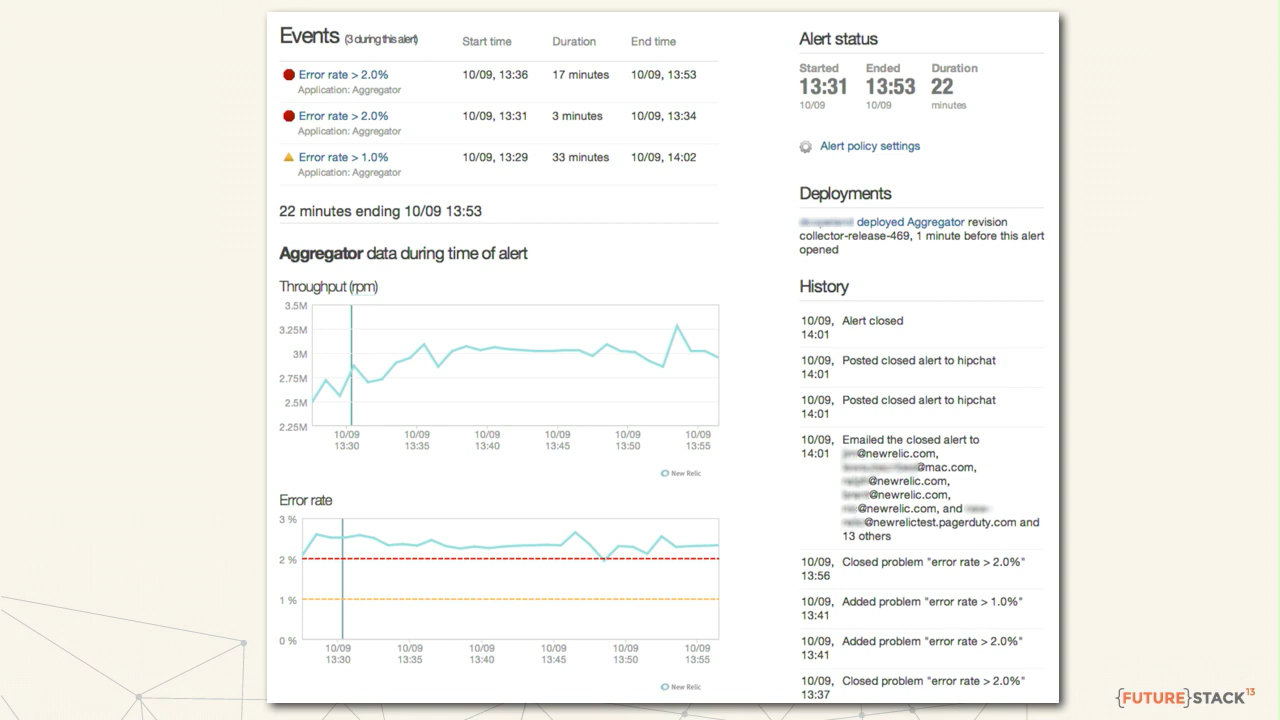 Events (3 during this alert) Start time Duration End time
Error rate > 2.0% 10/09, 13:36 17 minutes 10/09, 13:53
Application: Aggregator
Error rate > 2.0% 10/09, 13:31 3 minutes 10/09, 13:34
Application: Aggregator
Error rate > 1.0% 10/09, 13:29 33 minutes 10/09, 14:02
Application: Aggregator
22 minutes ending 10/09 13:53
Aggregator data during time of alert
Throughput (rpm)
3.5M
3.25M
3M
2.75M
2.5M
2.25M
10/09 10/09 10/09 10/09 10/09 10/09
13:30 13:35 13:40 13:45 13:50 13:55
New Relic
Error rate
3 %
2 %
1 %
0 %
10/09 10/09 10/09 10/09 10/09 10/09
13:30 13:35 13:40 13:45 13:50 13:55
New Relic
Alert status
Started Ended Duration
13:31 13:53 22
10/09 10/09 minutes
Alert policy settings
Deployments
deployed Aggregator revision
collector-release-469, 1 minute before this alert
opened
History
10/09, Alert closed
14:01
10/09, Posted closed alert to hipchat
14:01
10/09, Posted closed alert to hipchat
14:01
10/09, Emailed the closed alert to
14:01 @newrelic.com,
@mac.com,
@newrelic.com,
@newrelic.com,
@newrelic.com, and
@newrelictest.pagerduty.com and
13 others
10/09, Closed problem "error rate > 2.0%"
13:56
10/09, Added problem "error rate > 1.0%"
13:41
10/09, Added problem "error rate > 2.0%"
13:41
10/09, Closed problem "error rate > 2.0%"
13:37
{FUTURE}STACK13